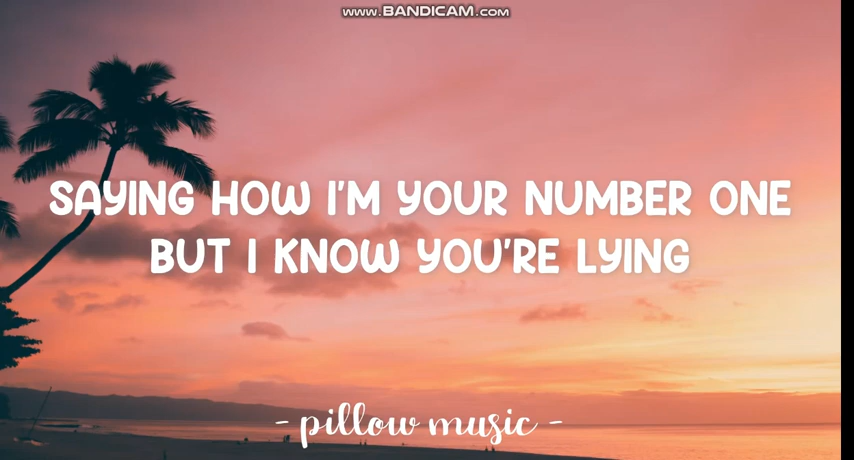 www.BANDICAM.com
SAYING HOW I'M YOUR NUMBER ONE
BUT I KNOW YOU'RE LYING
- pillow music -